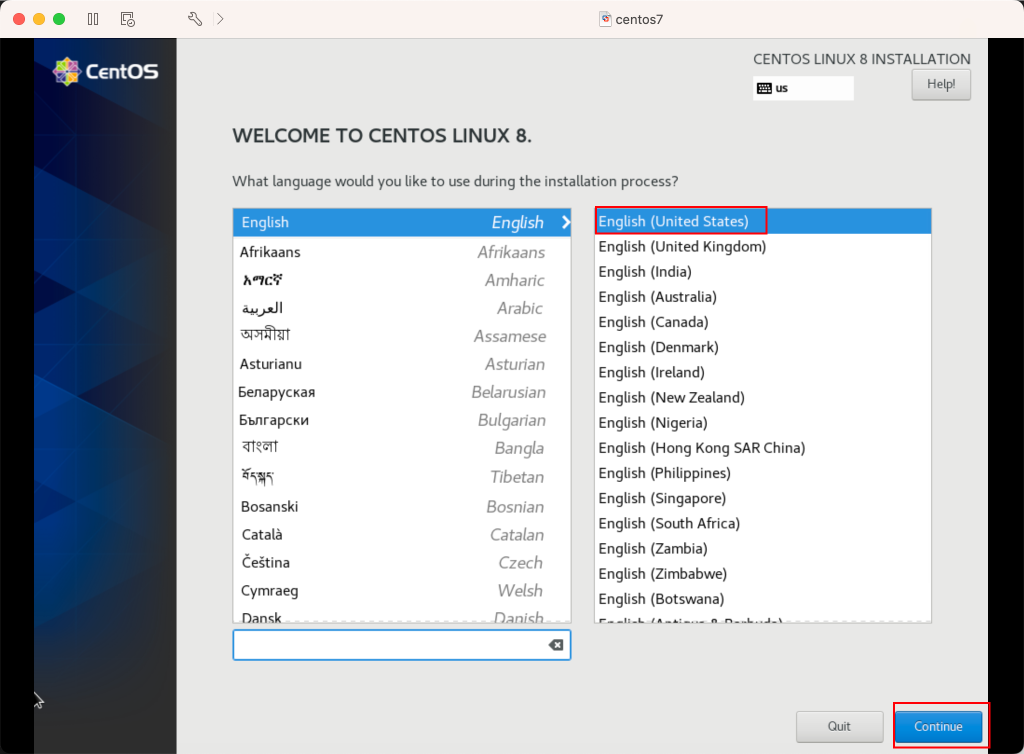 centos7
CentOS
CENTOS LINUX 8 INSTALLATION
us
Help!
WELCOME TO CENTOS LINUX 8.
What language would you like to use during the installation process?
English English
Afrikaans Afrikaans
አማርኛ Amharic
العربية Arabic
অসমীয়া Assamese
Asturianu Asturian
Беларуская Belarusian
Български Bulgarian
বাংলা Bangla
བོད་སྐད་ Tibetan
Bosanski Bosnian
Català Catalan
Čeština Czech
Cymraeg Welsh
Dansk Danish
English (United States)
English (United Kingdom)
English (India)
English (Australia)
English (Canada)
English (Denmark)
English (Ireland)
English (New Zealand)
English (Nigeria)
English (Hong Kong SAR China)
English (Philippines)
English (Singapore)
English (South Africa)
English (Zambia)
English (Zimbabwe)
English (Botswana)
English (Antigua & Barbuda)
Quit
Continue